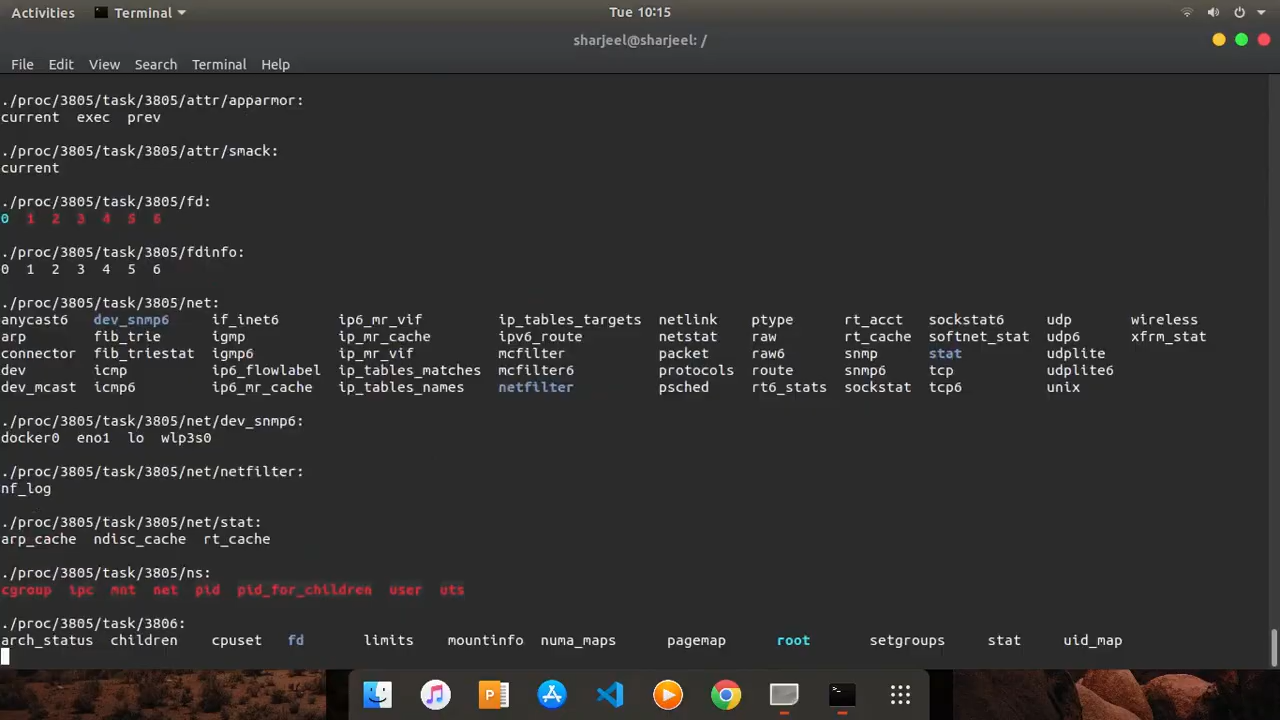 Activities Terminal Tue 10:15
sharjeel@sharjeel: /
File Edit View Search Terminal Help
./proc/3805/task/3805/attr/apparmor:
current exec prev
./proc/3805/task/3805/attr/smack:
current
./proc/3805/task/3805/fd:
0 1 2 3 4 5 6
./proc/3805/task/3805/fdinfo:
0 1 2 3 4 5 6
./proc/3805/task/3805/net:
anycast6 dev_snmp6 if_inet6 ip6_mr_vif ip_tables_targets netlink ptype rt_acct sockstat6 udp wireless
arp fib_trie igmp ip_mr_cache ipv6_route netstat raw rt_cache softnet_stat udp6 xfrm_stat
connector fib_triestat igmp6 ip_mr_vif mcfilter packet raw6 snmp stat udplite
dev icmp ip6_flowlabel ip_tables_matches mcfilter6 protocols route snmp6 tcp udplite6
dev_mcast icmp6 ip6_mr_cache ip_tables_names netfilter psched rt6_stats sockstat tcp6 unix
./proc/3805/task/3805/net/dev_snmp6:
docker0 eno1 lo wlp3s0
./proc/3805/task/3805/net/netfilter:
nf_log
./proc/3805/task/3805/net/stat:
arp_cache ndisc_cache rt_cache
./proc/3805/task/3805/ns:
cgroup ipc mnt net pid pid_for_children user uts
./proc/3806:
arch_status children cpuset fd limits mountinfo numa_maps pagemap root setgroups stat uid_map